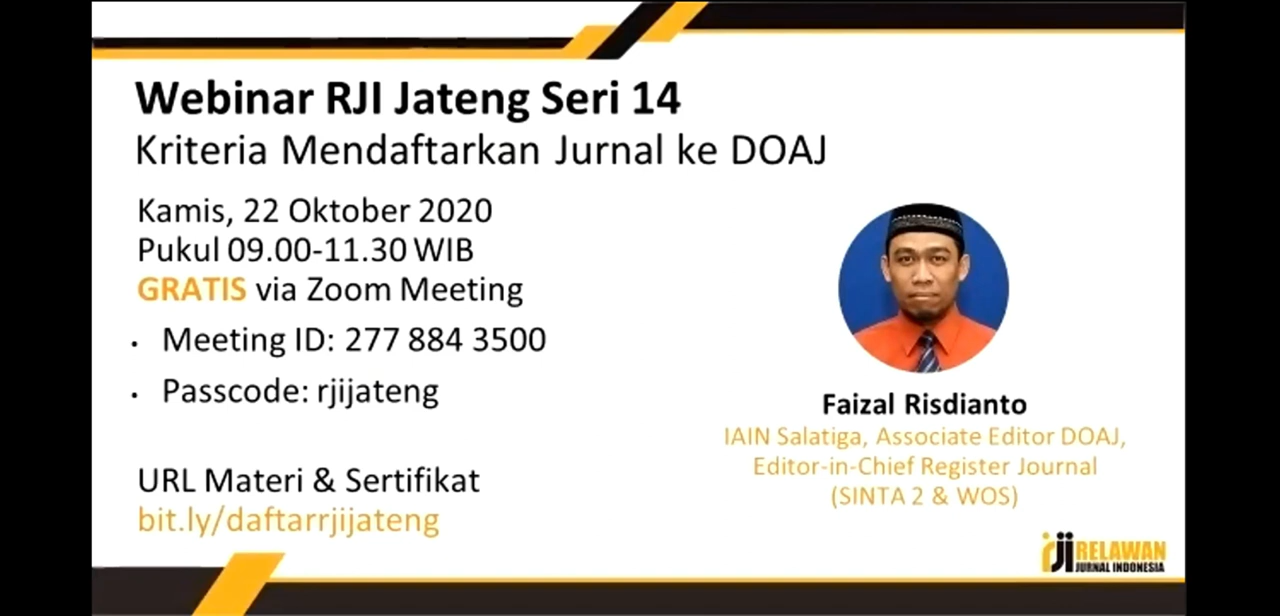 Webinar RJI Jateng Seri 14
Kriteria Mendaftarkan Jurnal ke DOAJ
Kamis, 22 Oktober 2020
Pukul 09.00-11.30 WIB
GRATIS via Zoom Meeting
• Meeting ID: 277 884 3500
• Passcode: rjijateng
URL Materi & Sertifikat
bit.ly/daftarrjijateng
Faizal Risdianto
IAIN Salatiga, Associate Editor DOAJ,
Editor-in-Chief Register Journal
(SINTA 2 & WOS)
rji RELAWAN
JURNAL INDONESIA